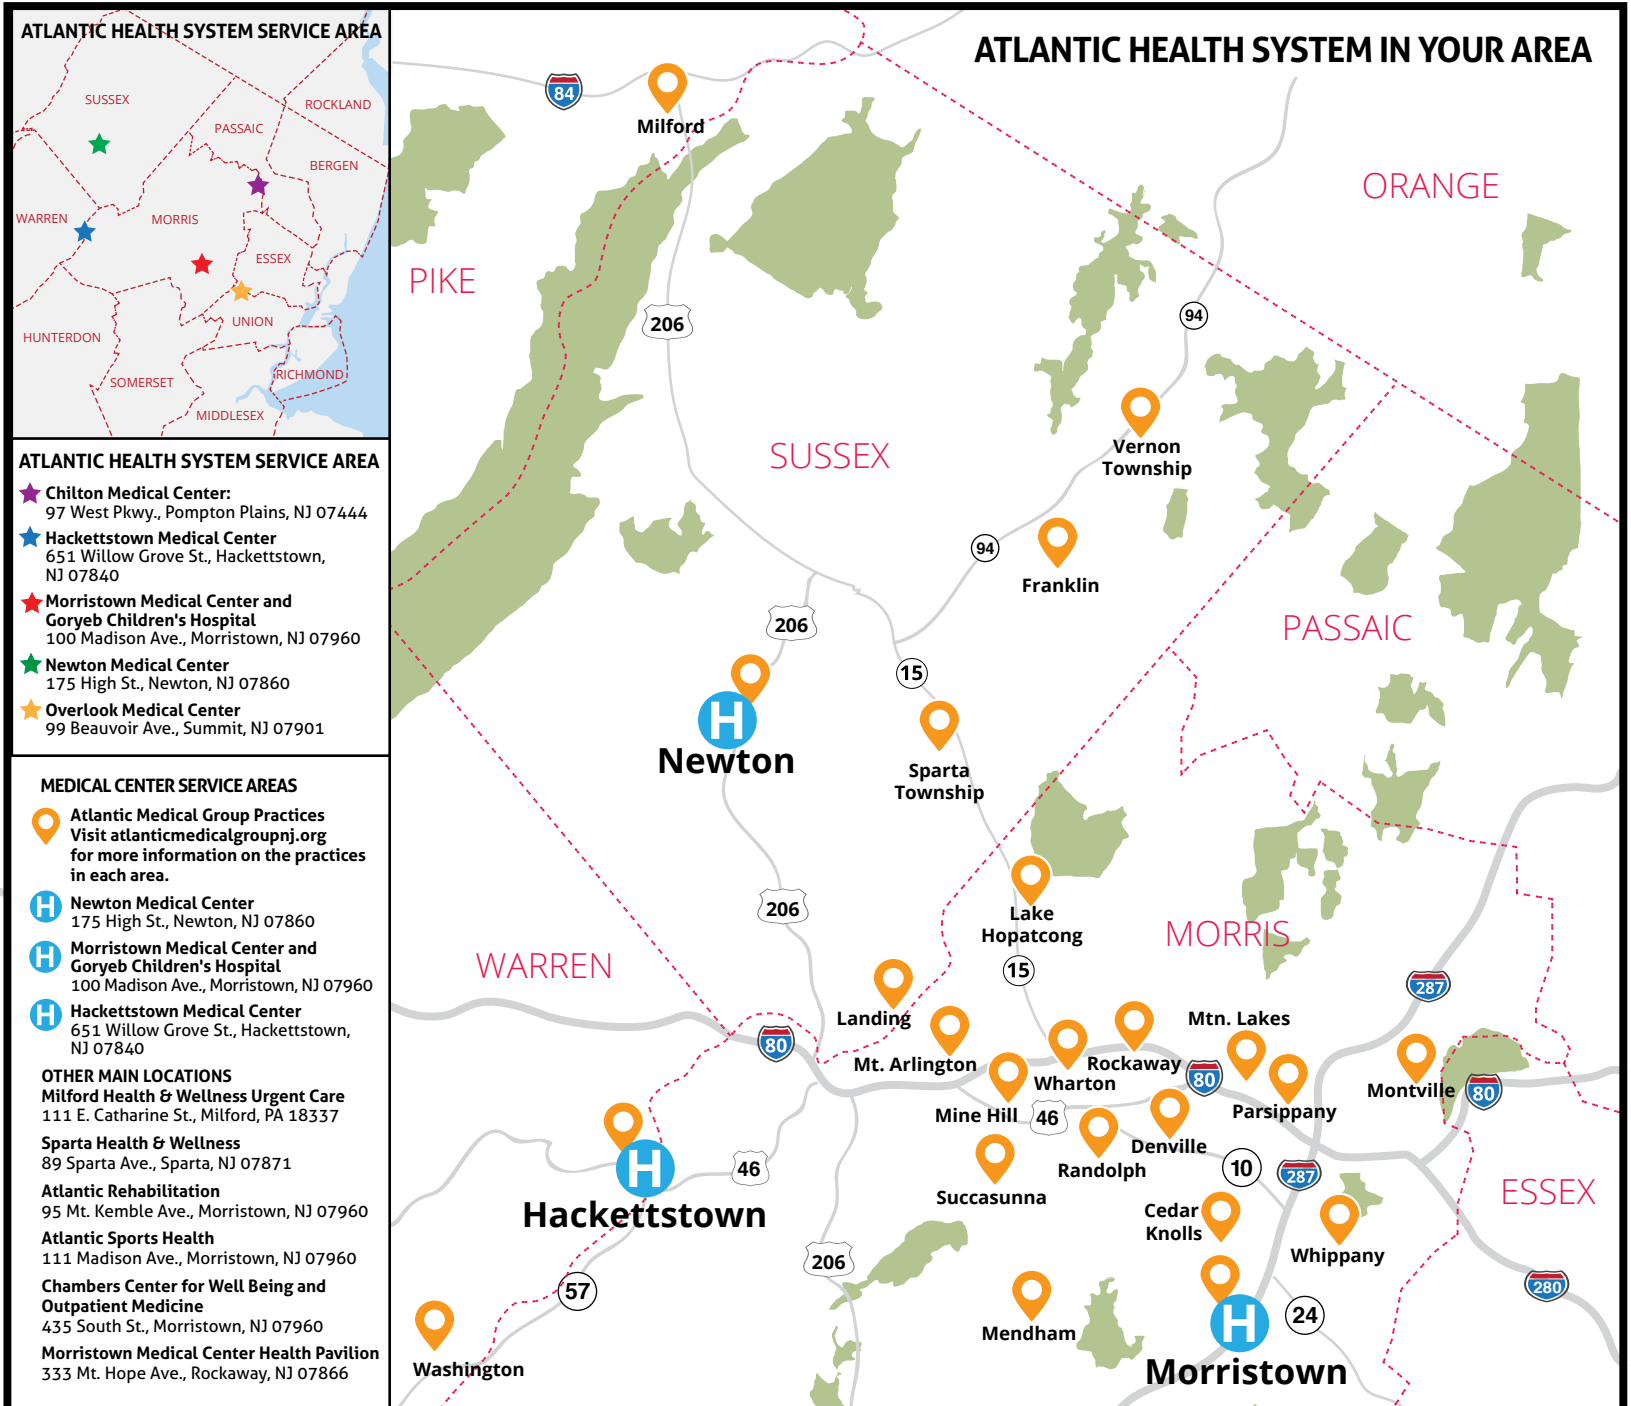 ATLANTIC HEALTH SYSTEM SERVICE AREA
SUSSEX
ROCKLAND
PASSAIC
BERGEN
WARREN
MORRIS
ESSEX
UNION
HUNTERDON
RICHMOND
SOMERSET
MIDDLESEX
ATLANTIC HEALTH SYSTEM SERVICE AREA
Chilton Medical Center:
97 West Pkwy., Pompton Plains, NJ 07444
Hackettstown Medical Center
651 Willow Grove St., Hackettstown,
NJ 07840
Morristown Medical Center and
Goryeb Children's Hospital
100 Madison Ave., Morristown, NJ 07960
Newton Medical Center
175 High St., Newton, NJ 07860
Overlook Medical Center
99 Beauvoir Ave., Summit, NJ 07901
MEDICAL CENTER SERVICE AREAS
Atlantic Medical Group Practices
Visit atlanticmedicalgroupnj.org
for more information on the practices
in each area.
H
Newton Medical Center
175 High St., Newton, NJ 07860
H
Morristown Medical Center and
Goryeb Children's Hospital
100 Madison Ave., Morristown, NJ 07960
H
Hackettstown Medical Center
651 Willow Grove St., Hackettstown,
NJ 07840
OTHER MAIN LOCATIONS
Milford Health & Wellness Urgent Care
111 E. Catharine St., Milford, PA 18337
Sparta Health & Wellness
89 Sparta Ave., Sparta, NJ 07871
Atlantic Rehabilitation
95 Mt. Kemble Ave., Morristown, NJ 07960
Atlantic Sports Health
111 Madison Ave., Morristown, NJ 07960
Chambers Center for Well Being and
Outpatient Medicine
435 South St., Morristown, NJ 07960
Morristown Medical Center Health Pavilion
333 Mt. Hope Ave., Rockaway, NJ 07866
ATLANTIC HEALTH SYSTEM IN YOUR AREA
84
Milford
ORANGE
PIKE
94
206
SUSSEX
Vernon
Township
94
Franklin
206
PASSAIC
15
H
Newton
Sparta
Township
206
Lake
Hopatcong
MORRIS
WARREN
15
287
Landing
Mtn. Lakes
80
Mt. Arlington
Rockaway
Wharton
80
Montville
80
Mine Hill
46
Parsippany
Denville
Randolph
10
H
46
287
Succasunna
ESSEX
Hackettstown
Cedar
Knolls
Whippany
206
57
280
H
24
Mendham
Washington
Morristown